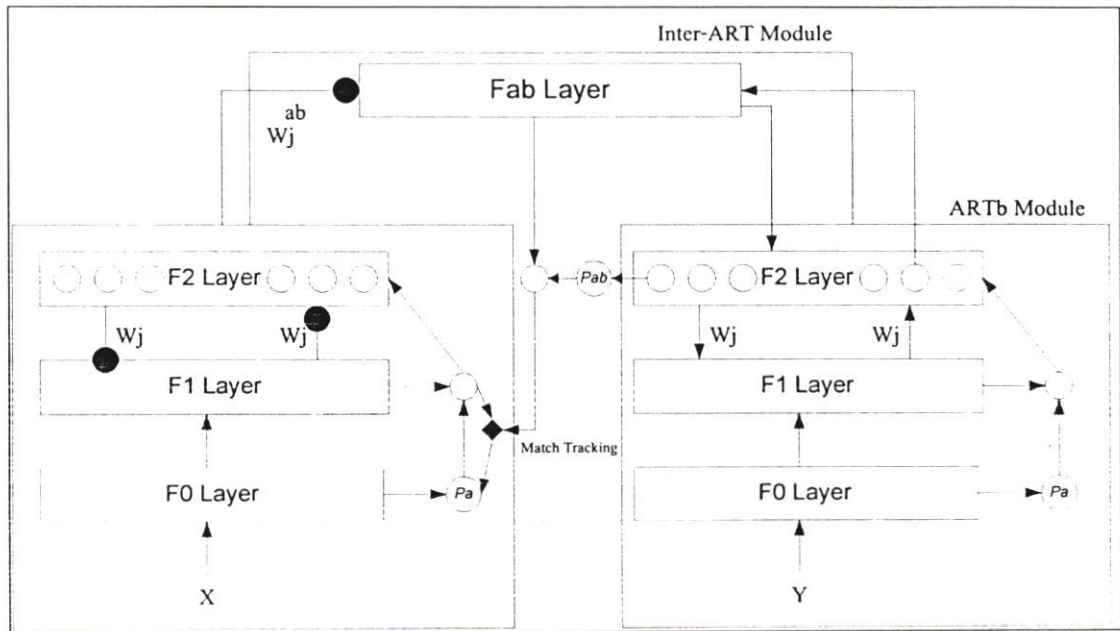 Inter-ART Module
Fab Layer
ab
Wj
ARTb Module
F2 Layer
Pab
F2 Layer
Wj
Wj
Wj
Wj
F1 Layer
F1 Layer
Match Tracking
F0 Layer
Pa
F0 Layer
Pa
X
Y